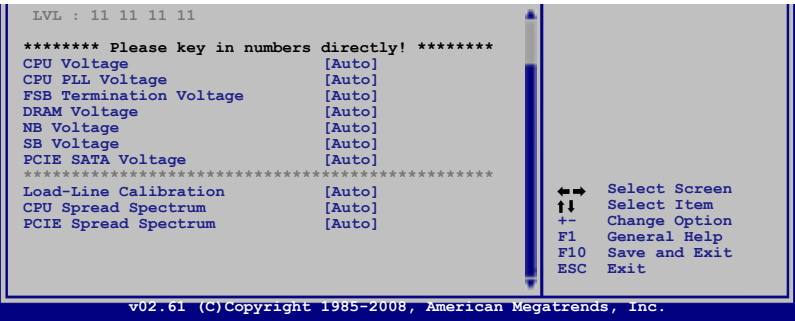 LVL : 11 11 11 11
******** Please key in numbers directly! ********
CPU Voltage [Auto]
CPU PLL Voltage [Auto]
FSB Termination Voltage [Auto]
DRAM Voltage [Auto]
NB Voltage [Auto]
SB Voltage [Auto]
PCIE SATA Voltage [Auto]
**************************************************
Load-Line Calibration [Auto]
CPU Spread Spectrum [Auto]
PCIE Spread Spectrum [Auto]
←→ Select Screen
↑↓ Select Item
+- Change Option
F1 General Help
F10 Save and Exit
ESC Exit
v02.61 (C)Copyright 1985-2008, American Megatrends, Inc.